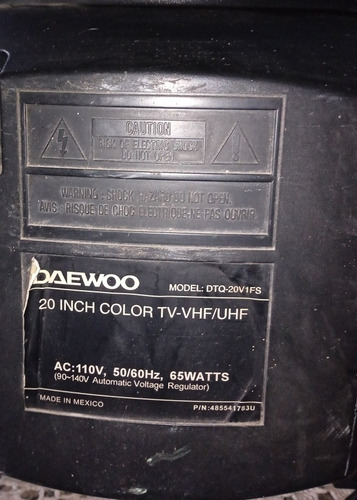 CAUTION
RISK OF ELECTRIC SHOCK
DO NOT OPEN
WARNING : SHOCK DO NOT OPEN.
AVIS : RISQUE DE CHOC ELECTRIQUE-NE PAS OUVRIR.
DAEWOO MODEL: DTQ-20V1FS
20 INCH COLOR TV-VHF/UHF
AC:110V, 50/60Hz, 65WATTS
(90~140V Automatic Voltage Regulator)
MADE IN MEXICO P/N:485541783U